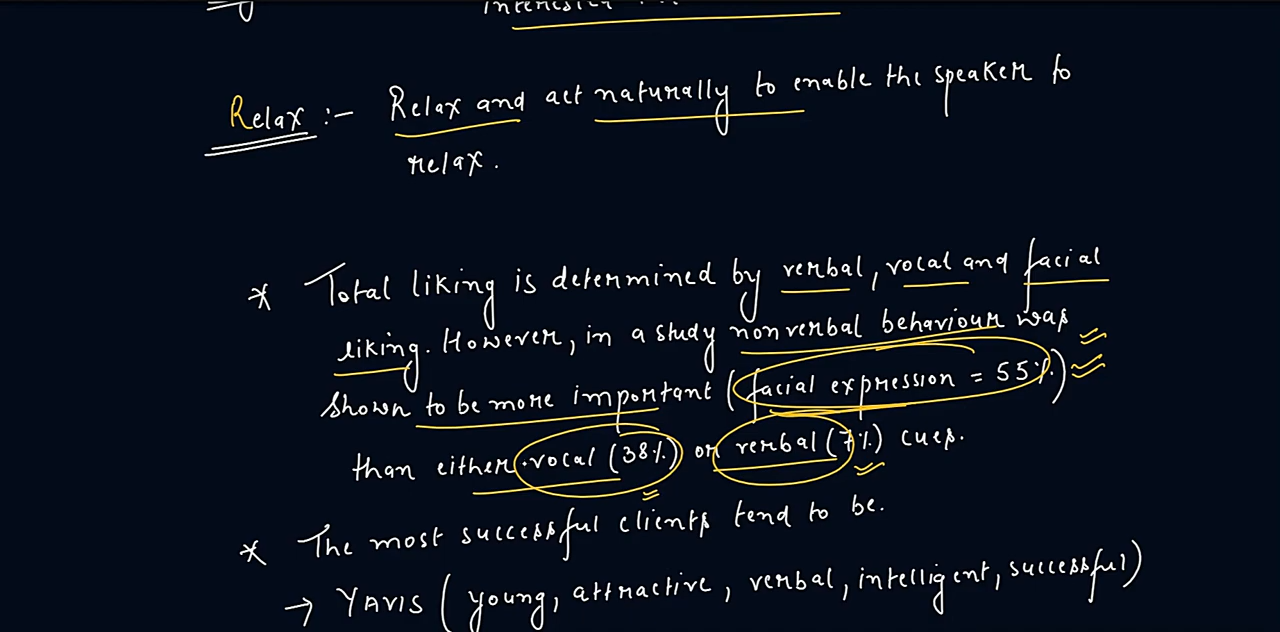 Relax :- Relax and act naturally to enable the speaker to
relax.
* Total liking is determined by verbal, vocal and facial
liking. However, in a study nonverbal behaviour was
shown to be more important (facial expression = 55%)
than either vocal (38%) or verbal (7%) cues.
* The most successful clients tend to be.
→ YAVIS (young, attractive, verbal, intelligent, successful)